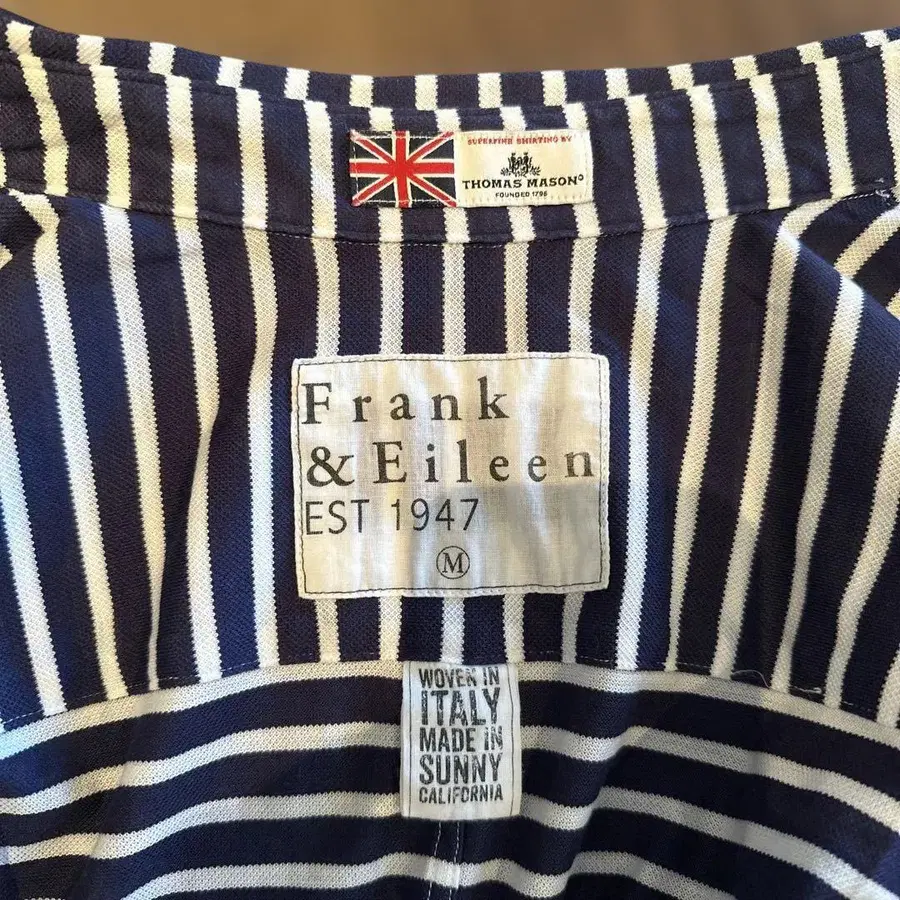 SUPERFINE SHIRTING BY
THOMAS MASON®
FOUNDED 1796
Frank
& Eileen
EST 1947
M
WOVEN IN
ITALY
MADE IN
SUNNY
CALIFORNIA